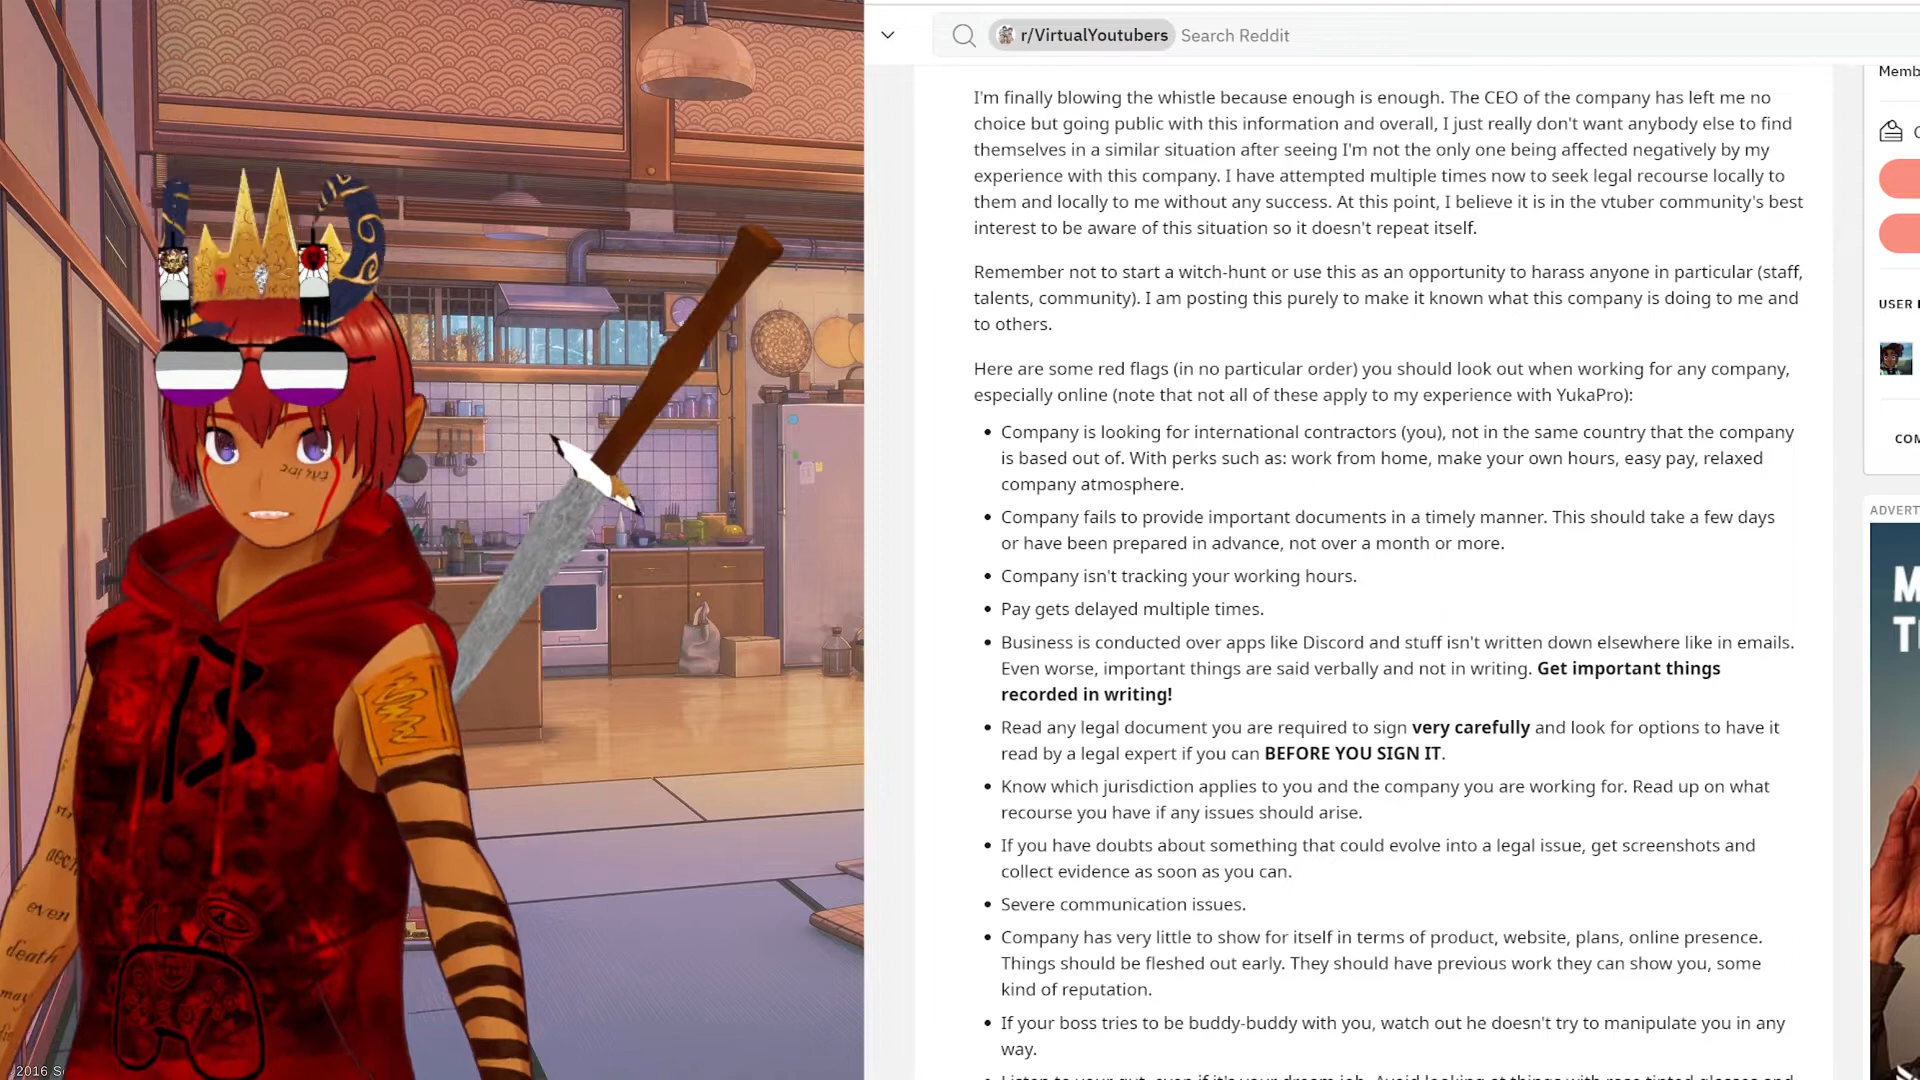 r/VirtualYoutubers Search Reddit
Memb
I'm finally blowing the whistle because enough is enough. The CEO of the company has left me no
choice but going public with this information and overall, I just really don't want anybody else to find
themselves in a similar situation after seeing I'm not the only one being affected negatively by my
experience with this company. I have attempted multiple times now to seek legal recourse locally to
them and locally to me without any success. At this point, I believe it is in the vtuber community's best
interest to be aware of this situation so it doesn't repeat itself.
Remember not to start a witch-hunt or use this as an opportunity to harass anyone in particular (staff,
talents, community). I am posting this purely to make it known what this company is doing to me and
to others.
USER
Here are some red flags (in no particular order) you should look out when working for any company,
especially online (note that not all of these apply to my experience with YukaPro):
• Company is looking for international contractors (you), not in the same country that the company
is based out of. With perks such as: work from home, make your own hours, easy pay, relaxed
company atmosphere.
COM
• Company fails to provide important documents in a timely manner. This should take a few days
or have been prepared in advance, not over a month or more.
ADVERT
• Company isn't tracking your working hours.
• Pay gets delayed multiple times.
• Business is conducted over apps like Discord and stuff isn't written down elsewhere like in emails.
Even worse, important things are said verbally and not in writing. Get important things
recorded in writing!
• Read any legal document you are required to sign very carefully and look for options to have it
read by a legal expert if you can BEFORE YOU SIGN IT.
• Know which jurisdiction applies to you and the company you are working for. Read up on what
recourse you have if any issues should arise.
• If you have doubts about something that could evolve into a legal issue, get screenshots and
collect evidence as soon as you can.
• Severe communication issues.
• Company has very little to show for itself in terms of product, website, plans, online presence.
Things should be fleshed out early. They should have previous work they can show you, some
kind of reputation.
• If your boss tries to be buddy-buddy with you, watch out he doesn't try to manipulate you in any
way.
even
death
may
2016